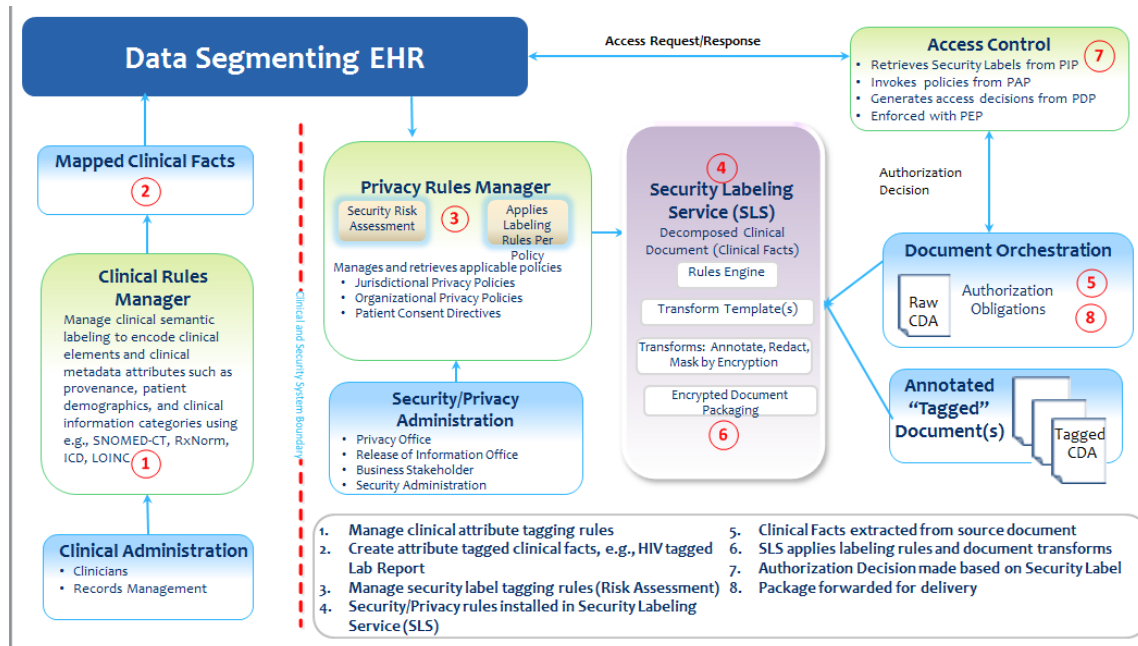 Data Segmenting EHR
Access Request/Response
Access Control
7
• Retrieves Security Labels from PIP
• Invokes policies from PAP
• Generates access decisions from PDP
• Enforced with PEP
Mapped Clinical Facts
2
Privacy Rules Manager
Security Risk
Assessment
3
Applies
Labeling
Rules Per
Policy
Manages and retrieves applicable policies
• Jurisdictional Privacy Policies
• Organizational Privacy Policies
• Patient Consent Directives
4
Security Labeling
Service (SLS)
Decomposed Clinical
Document (Clinical Facts)
Rules Engine
Transform Template(s)
Transforms: Annotate, Redact,
Mask by Encryption
Encrypted Document
Packaging
6
Authorization
Decision
Document Orchestration
Raw
CDA
Authorization
Obligations
5
8
Annotated
“Tagged”
Document(s)
Tagged
CDA
Clinical Rules
Manager
Manage clinical semantic
labeling to encode clinical
elements and clinical
metadata attributes such as
provenance, patient
demographics, and clinical
information categories using
e.g., SNOMED-CT, RxNorm,
ICD, LOINC
1
Clinical and Security System Boundary
Security/Privacy
Administration
• Privacy Office
• Release of Information Office
• Business Stakeholder
• Security Administration
Clinical Administration
• Clinicians
• Records Management
1. Manage clinical attribute tagging rules
2. Create attribute tagged clinical facts, e.g., HIV tagged
Lab Report
3. Manage security label tagging rules (Risk Assessment)
4. Security/Privacy rules installed in Security Labeling
Service (SLS)
5. Clinical Facts extracted from source document
6. SLS applies labeling rules and document transforms
7. Authorization Decision made based on Security Label
8. Package forwarded for delivery